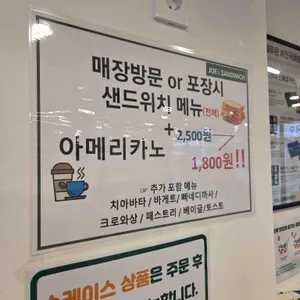 JOE's SANDWICH
매장방문 or 포장시
샌드위치 메뉴(전체)
+
아메리카노 2,500원
1,800원!!
☞ 추가 포함 메뉴
치아바타 / 바게트/ 빠네디까사/
크로와상 / 패스트리 / 베이글/토스트
쇼케이스 상품은 주문 후